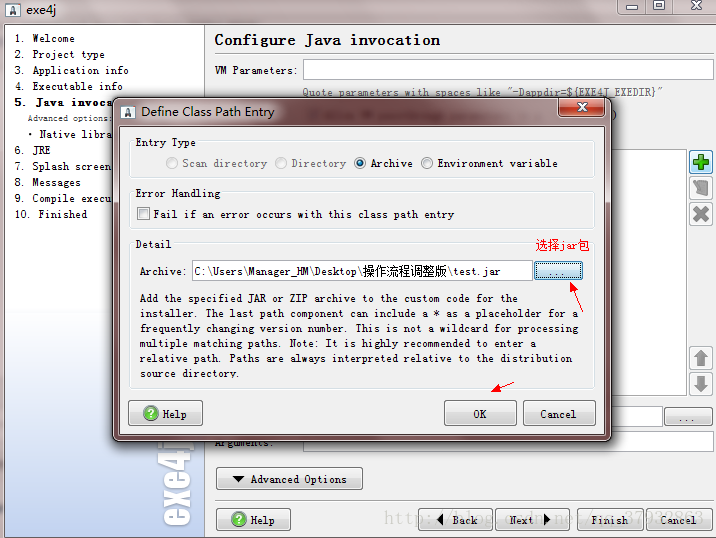 exe4j
1. Welcome
2. Project type
3. Application info
4. Executable info
5. Java invoca
Advanced options:
• Native libra
6. JRE
7. Splash screen
8. Messages
9. Compile execu
10. Finished
exe4j
Configure Java invocation
VM Parameters:
Quote parameters with spaces like "-Dappdir=${EXE4J_EXEDIR}"
Define Class Path Entry
Entry Type
Scan directory Directory Archive Environment variable
Error Handling
Fail if an error occurs with this class path entry
Detail
选择jar包
Archive: C:\Users\Manager_HM\Desktop\操作流程调整版\test.jar ...
Add the specified JAR or ZIP archive to the custom code for the
installer. The last path component can include a * as a placeholder for a
frequently changing version number. This is not a wildcard for processing
multiple matching paths. Note: It is highly recommended to enter a
relative path. Paths are always interpreted relative to the distribution
source directory.
Help OK Cancel
...
Arguments:
Advanced Options
Help Back Next Finish Cancel